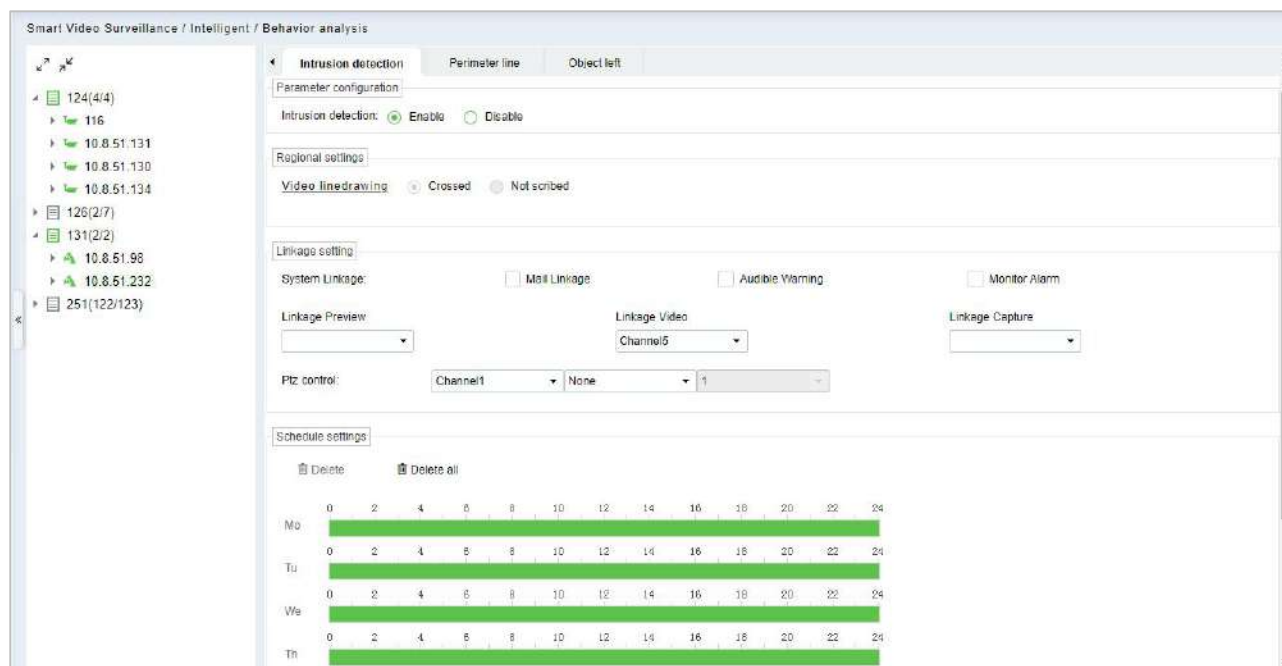 Smart Video Surveillance / Intelligent / Behavior analysis
Intrusion detection Perimeter line Object left
124(4/4)
116
10.8.51.131
10.8.51.130
10.8.51.134
126(2/7)
131(2/2)
10.8.51.98
10.8.51.232
251(122/123)
Parameter configuration
Intrusion detection: Enable Disable
Regional settings
Video linedrawing Crossed Not scribed
Linkage setting
System Linkage: Mail Linkage Audible Warning Monitor Alarm
Linkage Preview Linkage Video Linkage Capture
Channel5
Ptz control: Channel1 None 1
Schedule settings
Delete Delete all
0 2 4 6 8 10 12 14 16 18 20 22 24
Mo
0 2 4 6 8 10 12 14 16 18 20 22 24
Tu
0 2 4 6 8 10 12 14 16 18 20 22 24
We
0 2 4 6 8 10 12 14 16 18 20 22 24
Th